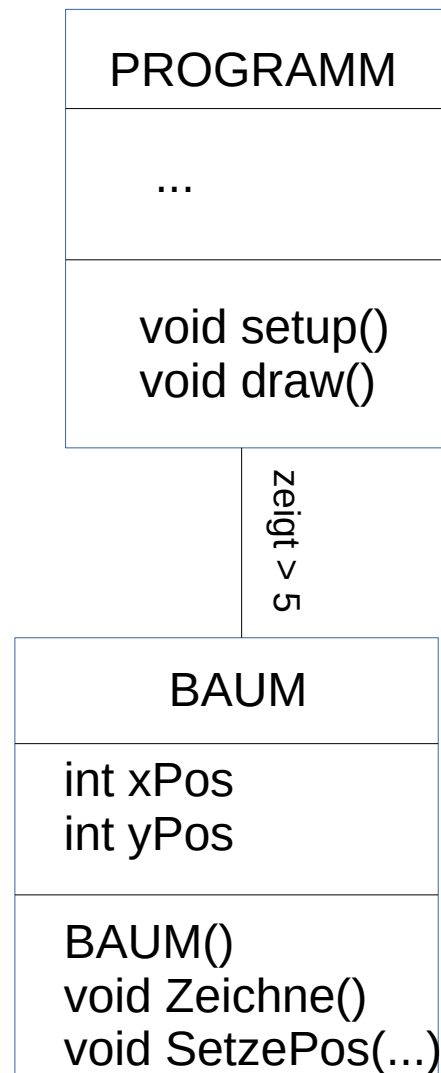 PROGRAMM
...
void setup()
void draw()
zeigt > 5
BAUM
int xPos
int yPos
BAUM()
void Zeichne()
void SetzePos(...)